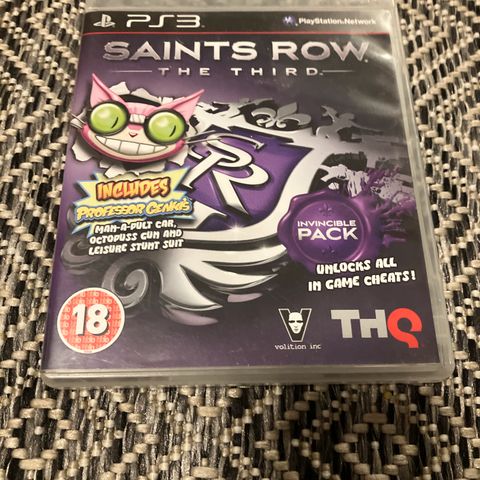 PS3
PlayStation Network
SAINTS ROW
THE THIRD
INCLUDES
PROFESSOR GENKI'S
MAN-A-PULT CAR,
OCTOPUSS GUN AND
LEISURE STUNT SUIT
INVINCIBLE
PACK
UNLOCKS ALL
IN GAME CHEATS!
18
volition inc
THQ